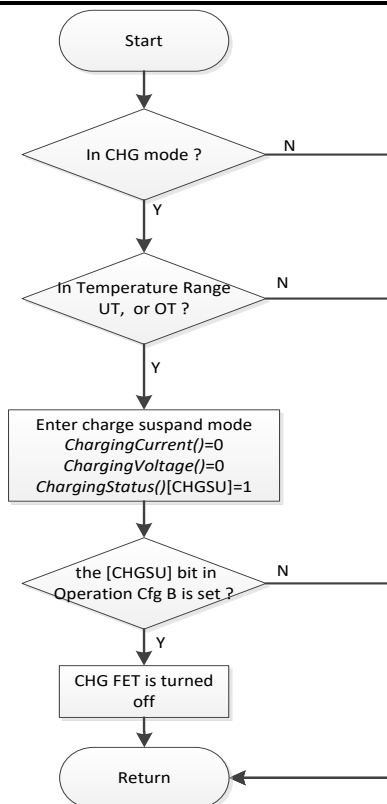 Start
In CHG mode ?
N
Y
In Temperature Range
UT, or OT ?
N
Y
Enter charge suspand mode
ChargingCurrent()=0
ChargingVoltage()=0
ChargingStatus()[CHGSU]=1
the [CHGSU] bit in
Operation Cfg B is set ?
N
Y
CHG FET is turned
off
Return